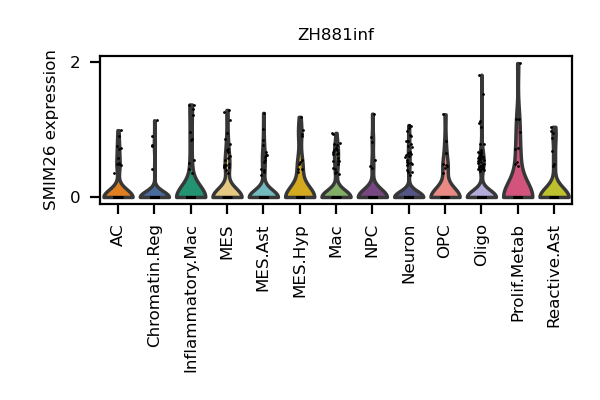 ZH881inf
SMIM26 expression
2
0
AC
Chromatin.Reg
Inflammatory.Mac
MES
MES.Ast
MES.Hyp
Mac
NPC
Neuron
OPC
Oligo
Prolif.Metab
Reactive.Ast